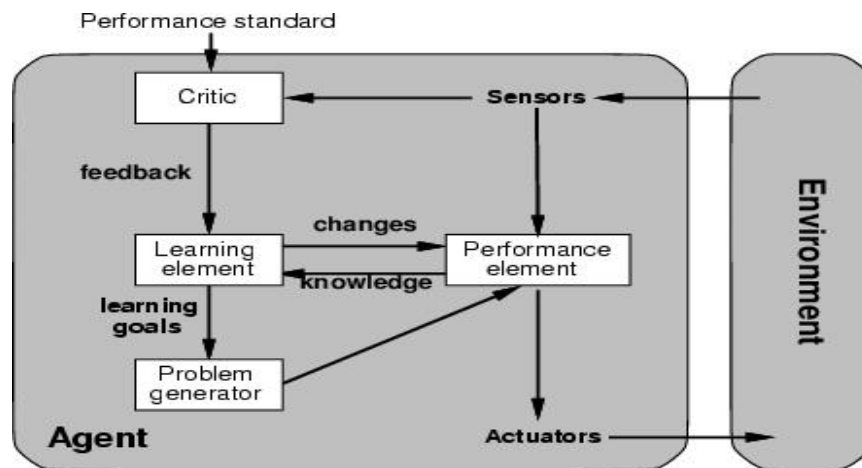 Performance standard
Critic
Sensors
feedback
changes
Learning
element
Performance
element
knowledge
learning
goals
Problem
generator
Agent
Actuators
Environment